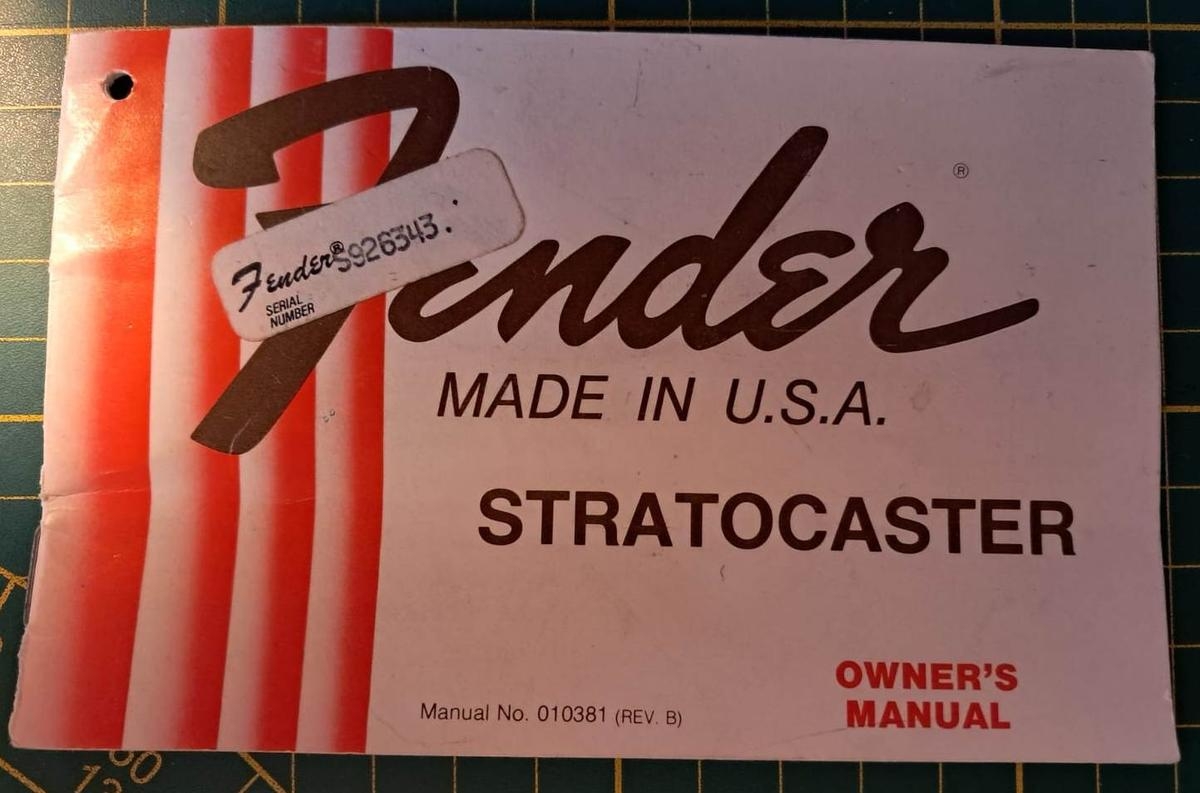 Fender®
Fender® S926343.
SERIAL
NUMBER
MADE IN U.S.A.
STRATOCASTER
OWNER'S
MANUAL
Manual No. 010381 (REV. B)